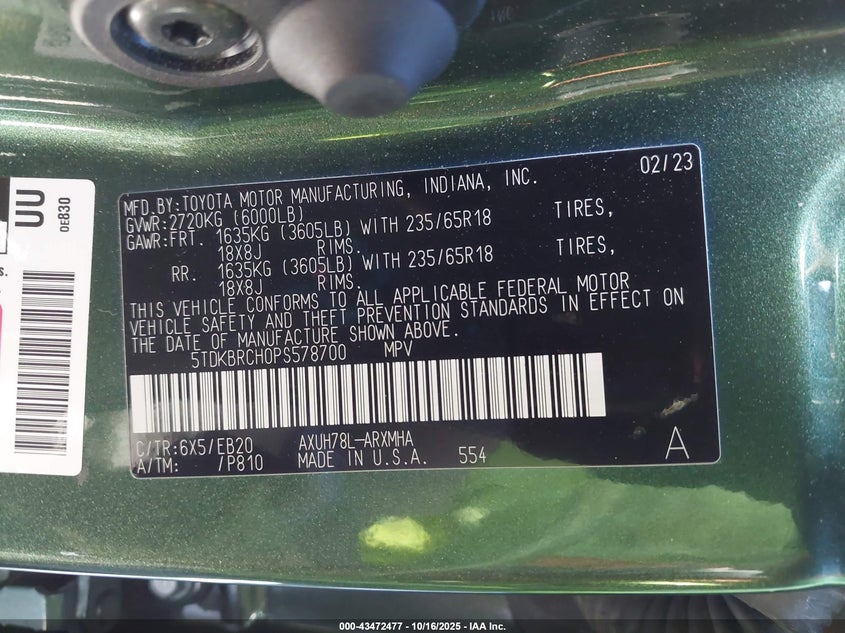 UU
0E830
s.
MFD.BY:TOYOTA MOTOR MANUFACTURING, INDIANA, INC. 02/23
GVWR:2720KG (6000LB)
GAWR:FRT. 1635KG (3605LB) WITH 235/65R18 TIRES,
18X8J RIMS.
RR. 1635KG (3605LB) WITH 235/65R18 TIRES,
18X8J RIMS.
THIS VEHICLE CONFORMS TO ALL APPLICABLE FEDERAL MOTOR
VEHICLE SAFETY AND THEFT PREVENTION STANDARDS IN EFFECT ON
THE DATE OF MANUFACTURE SHOWN ABOVE.
5TDKBRCH0PS578700 MPV
C/TR:6X5/EB20 AXUH78L-ARXMHA
A/TM: /P810 MADE IN U.S.A. 554 A
000-43472477 - 10/16/2025 - IAA Inc.